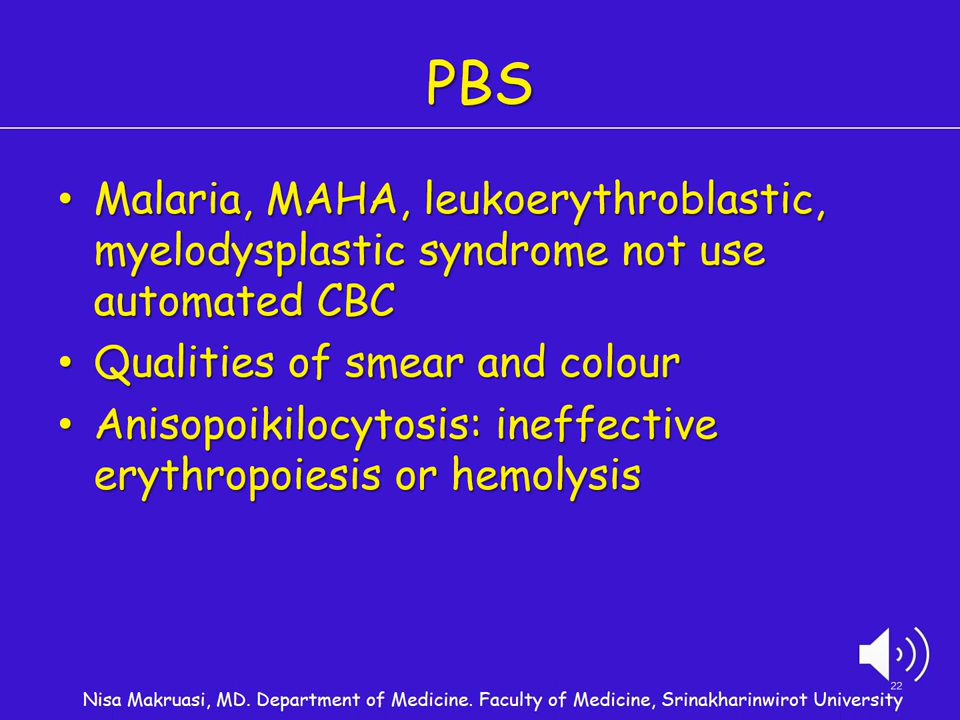 PBS
• Malaria, MAHA, leukoerythroblastic,
myelodysplastic syndrome not use
automated CBC
• Qualities of smear and colour
• Anisopoikilocytosis: ineffective
erythropoiesis or hemolysis
22
Nisa Makruasi, MD. Department of Medicine. Faculty of Medicine, Srinakharinwirot University